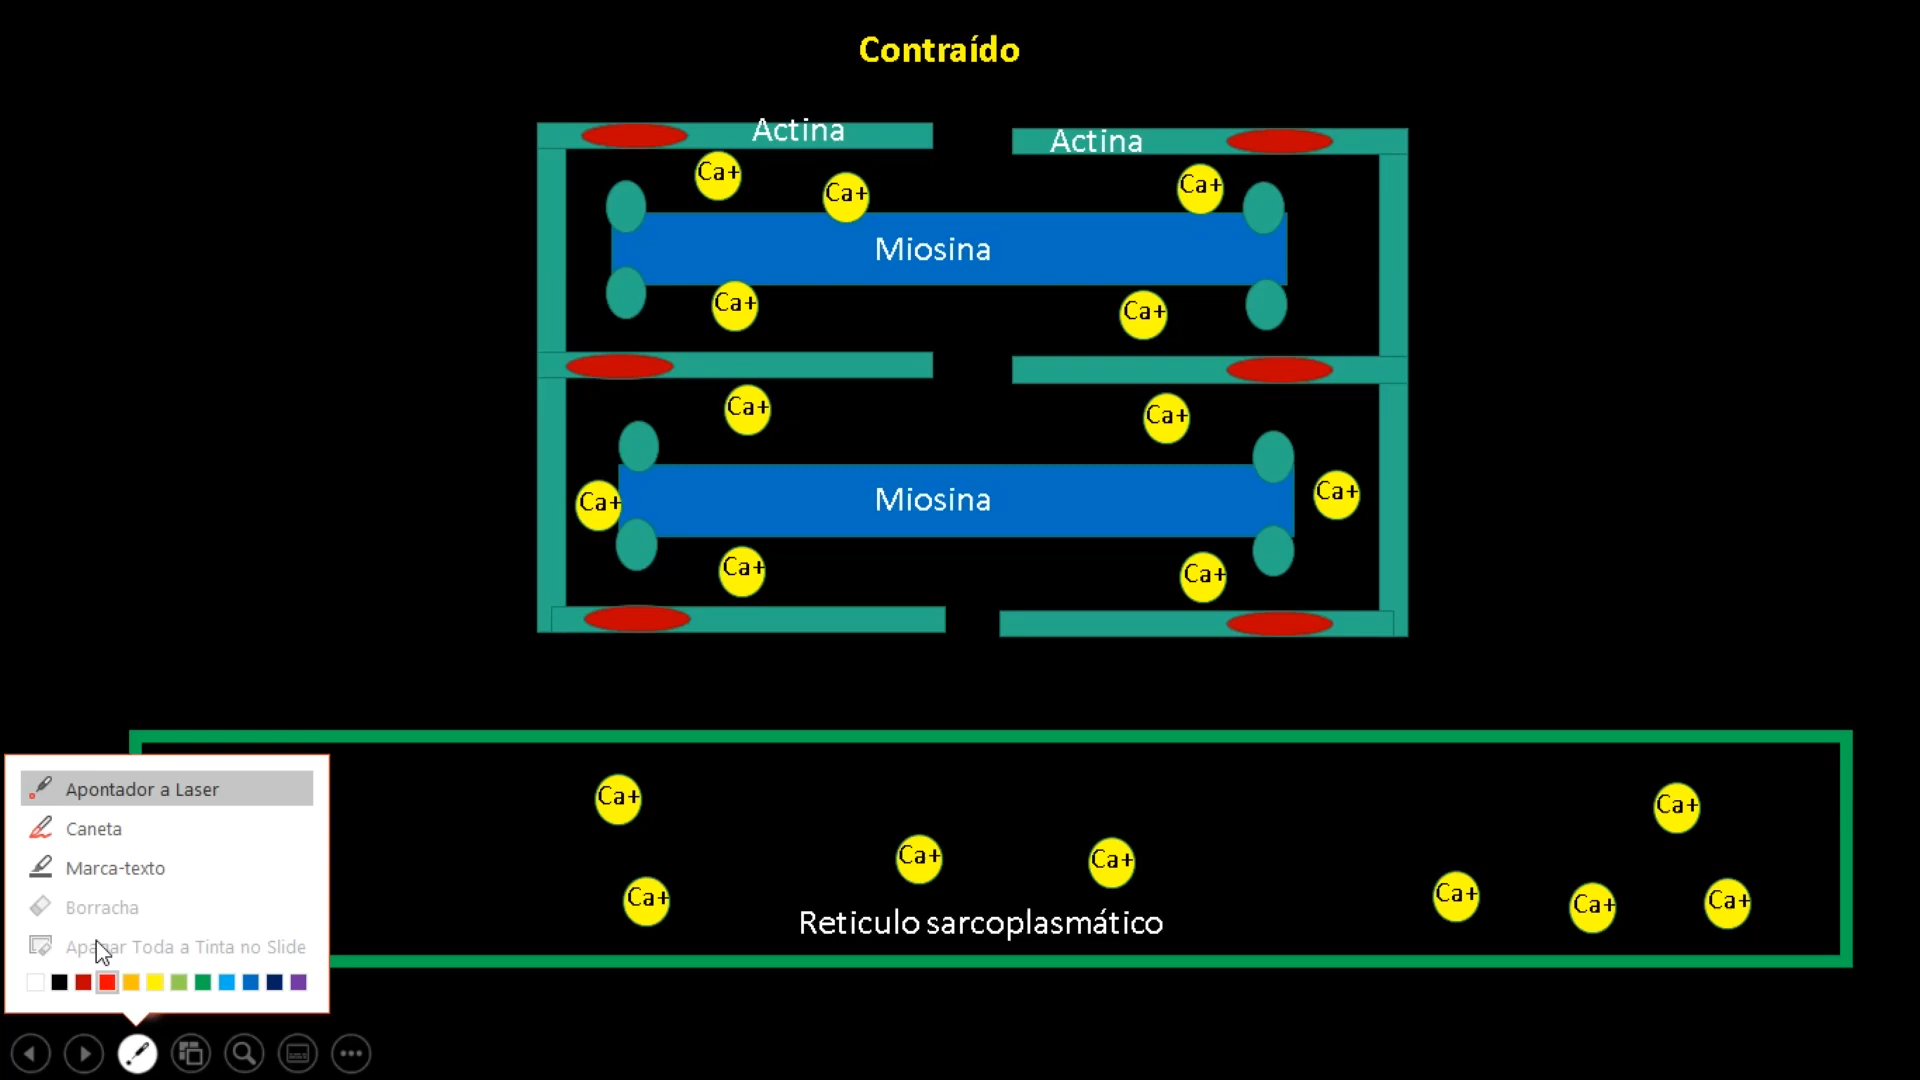 Contraído
Actina
Actina
Ca+
Ca+
Ca+
Miosina
Ca+
Ca+
Ca+
Ca+
Ca+
Miosina
Ca+
Ca+
Ca+
Ca+
Ca+
Ca+
Ca+
Ca+
Ca+
Ca+
Ca+
Ca+
Reticulo sarcoplasmático
Apontador a Laser
Caneta
Marca-texto
Borracha
Apagar Toda a Tinta no Slide